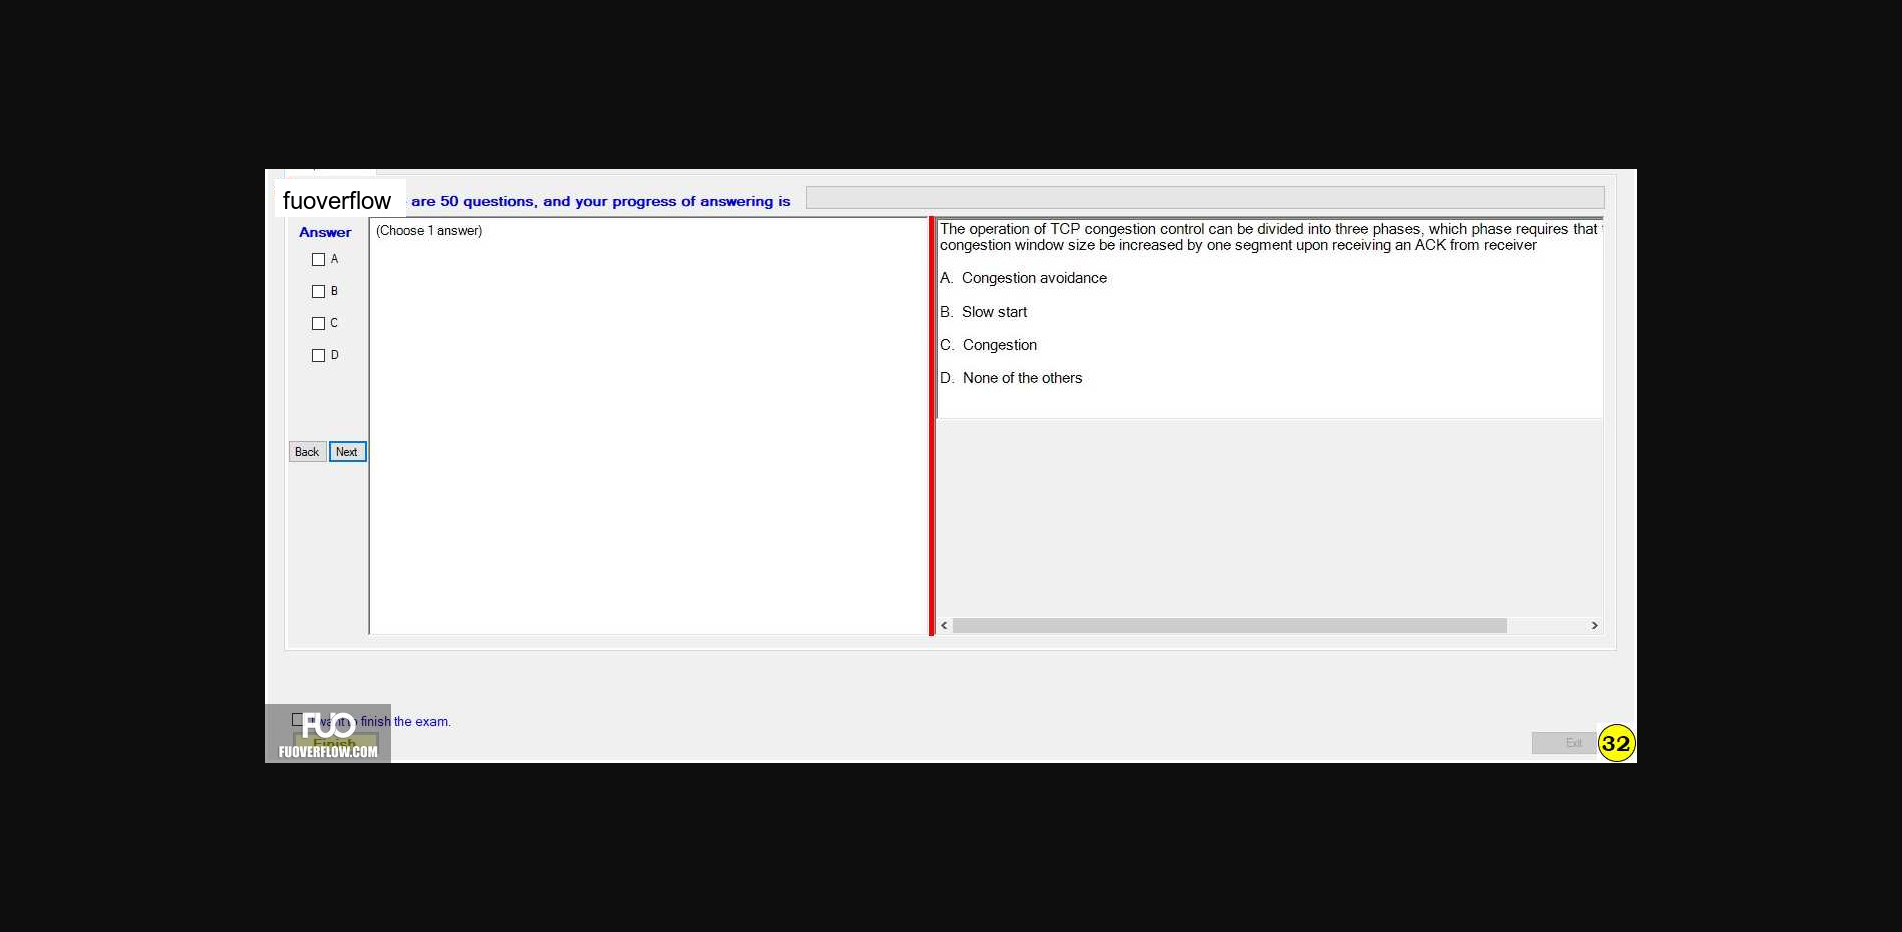 fuoverflow are 50 questions, and your progress of answering is
Answer
A
B
C
D
Back Next
(Choose 1 answer)
The operation of TCP congestion control can be divided into three phases, which phase requires that
congestion window size be increased by one segment upon receiving an ACK from receiver
A. Congestion avoidance
B. Slow start
C. Congestion
D. None of the others
I want to finish the exam.
Finish
FUO
FUOVERFLOW.COM
Exit
32